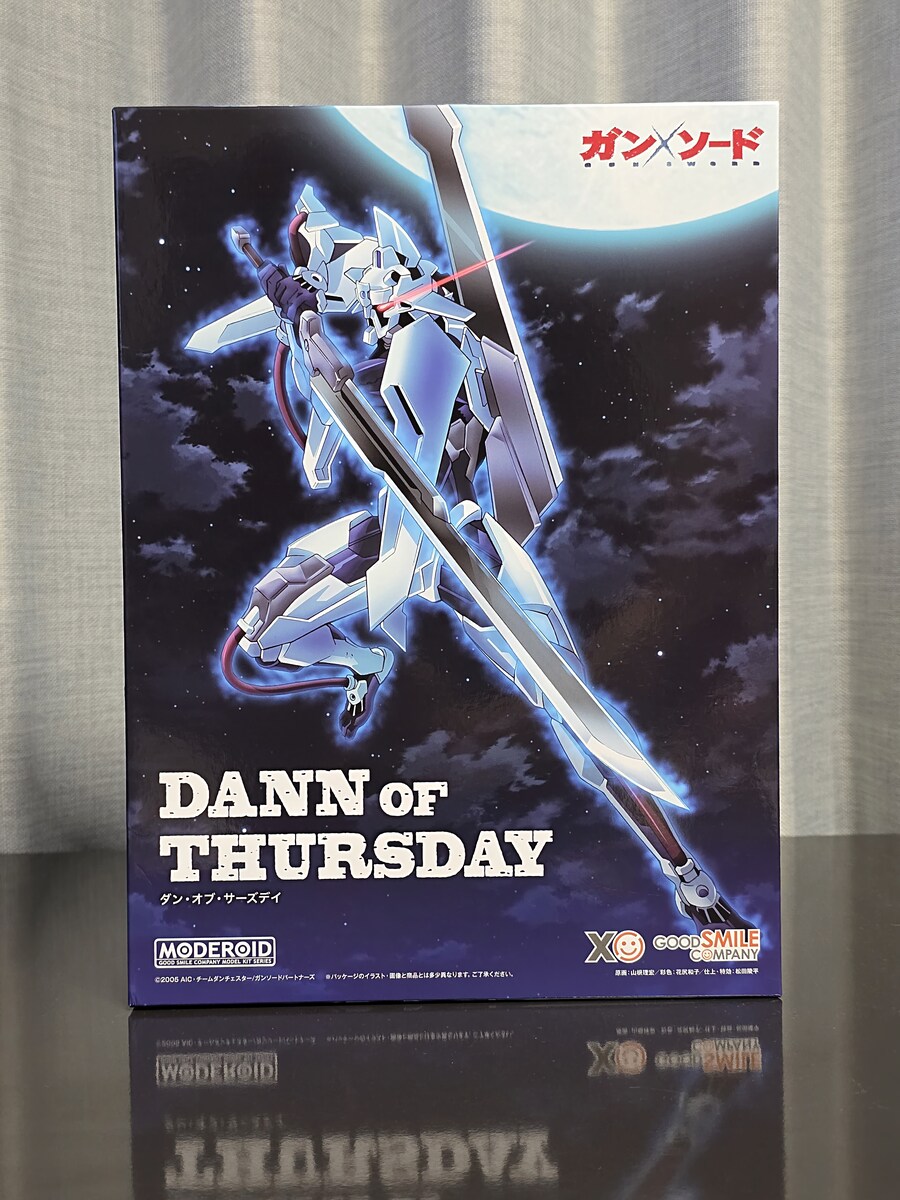 ガン×ソード
GUN SWORD
DANN OF
THURSDAY
ダン・オブ・サーズデイ
MODEROID
GOOD SMILE COMPANY MODEL KIT SERIES
XO GOOD SMILE
COMPANY
©2005 AIC・チームダンチェスター/ガンソードパートナーズ ※パッケージのイラスト・画像と商品とは多少異なります。ご了承ください。
原画:山根理宏/彩色:花尻和子/仕上・特効:松田陵平